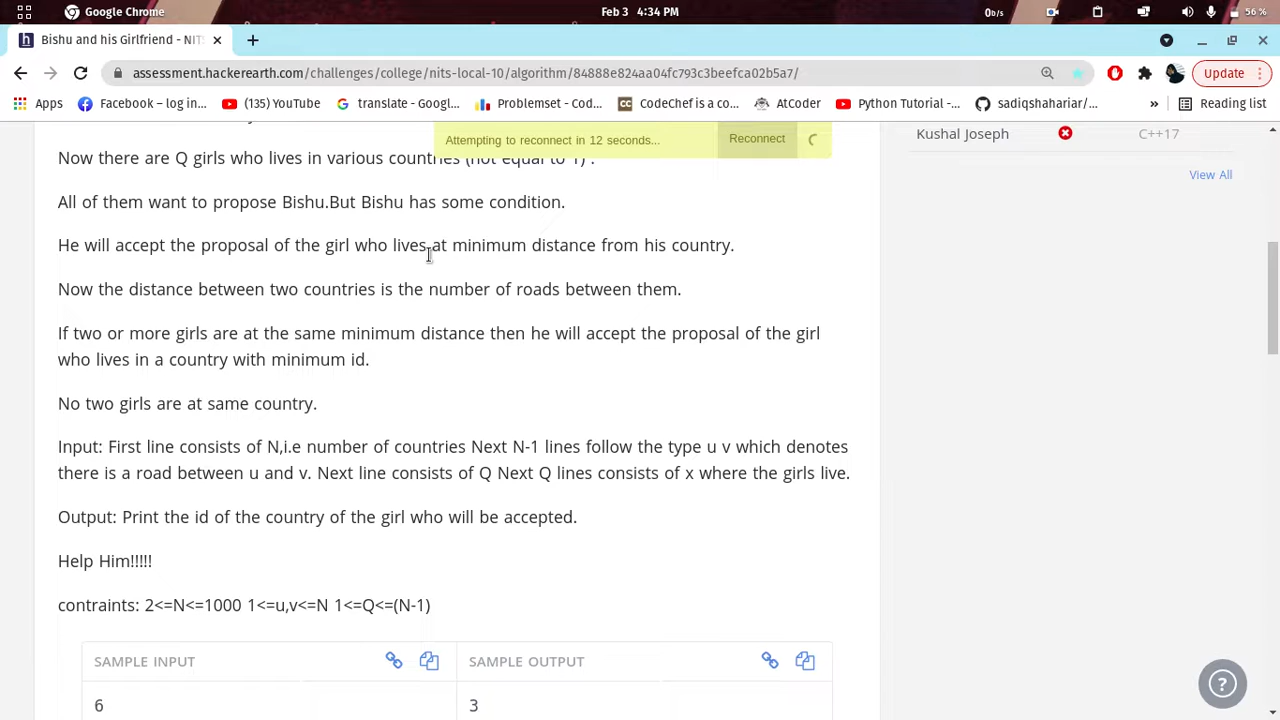 Google Chrome
Feb 3 4:34 PM
0b/s
56 %
Bishu and his Girlfriend - NIT
assessment.hackerearth.com/challenges/college/nits-local-10/algorithm/84888e824aa04fc793c3beefca02b5a7/
Update
Apps
Facebook – log in...
(135) YouTube
translate - Googl...
Problemset - Cod...
CodeChef is a co...
AtCoder
Python Tutorial -...
sadiqshahariar/...
»
Reading list
Attempting to reconnect in 12 seconds...
Reconnect
Kushal Joseph
C++17
View All
Now there are Q girls who lives in various countries (not equal to 1) .
All of them want to propose Bishu.But Bishu has some condition.
He will accept the proposal of the girl who lives at minimum distance from his country.
Now the distance between two countries is the number of roads between them.
If two or more girls are at the same minimum distance then he will accept the proposal of the girl
who lives in a country with minimum id.
No two girls are at same country.
Input: First line consists of N,i.e number of countries Next N-1 lines follow the type u v which denotes
there is a road between u and v. Next line consists of Q Next Q lines consists of x where the girls live.
Output: Print the id of the country of the girl who will be accepted.
Help Him!!!!!
contraints: 2<=N<=1000 1<=u,v<=N 1<=Q<=(N-1)
SAMPLE INPUT
SAMPLE OUTPUT
6
3
?